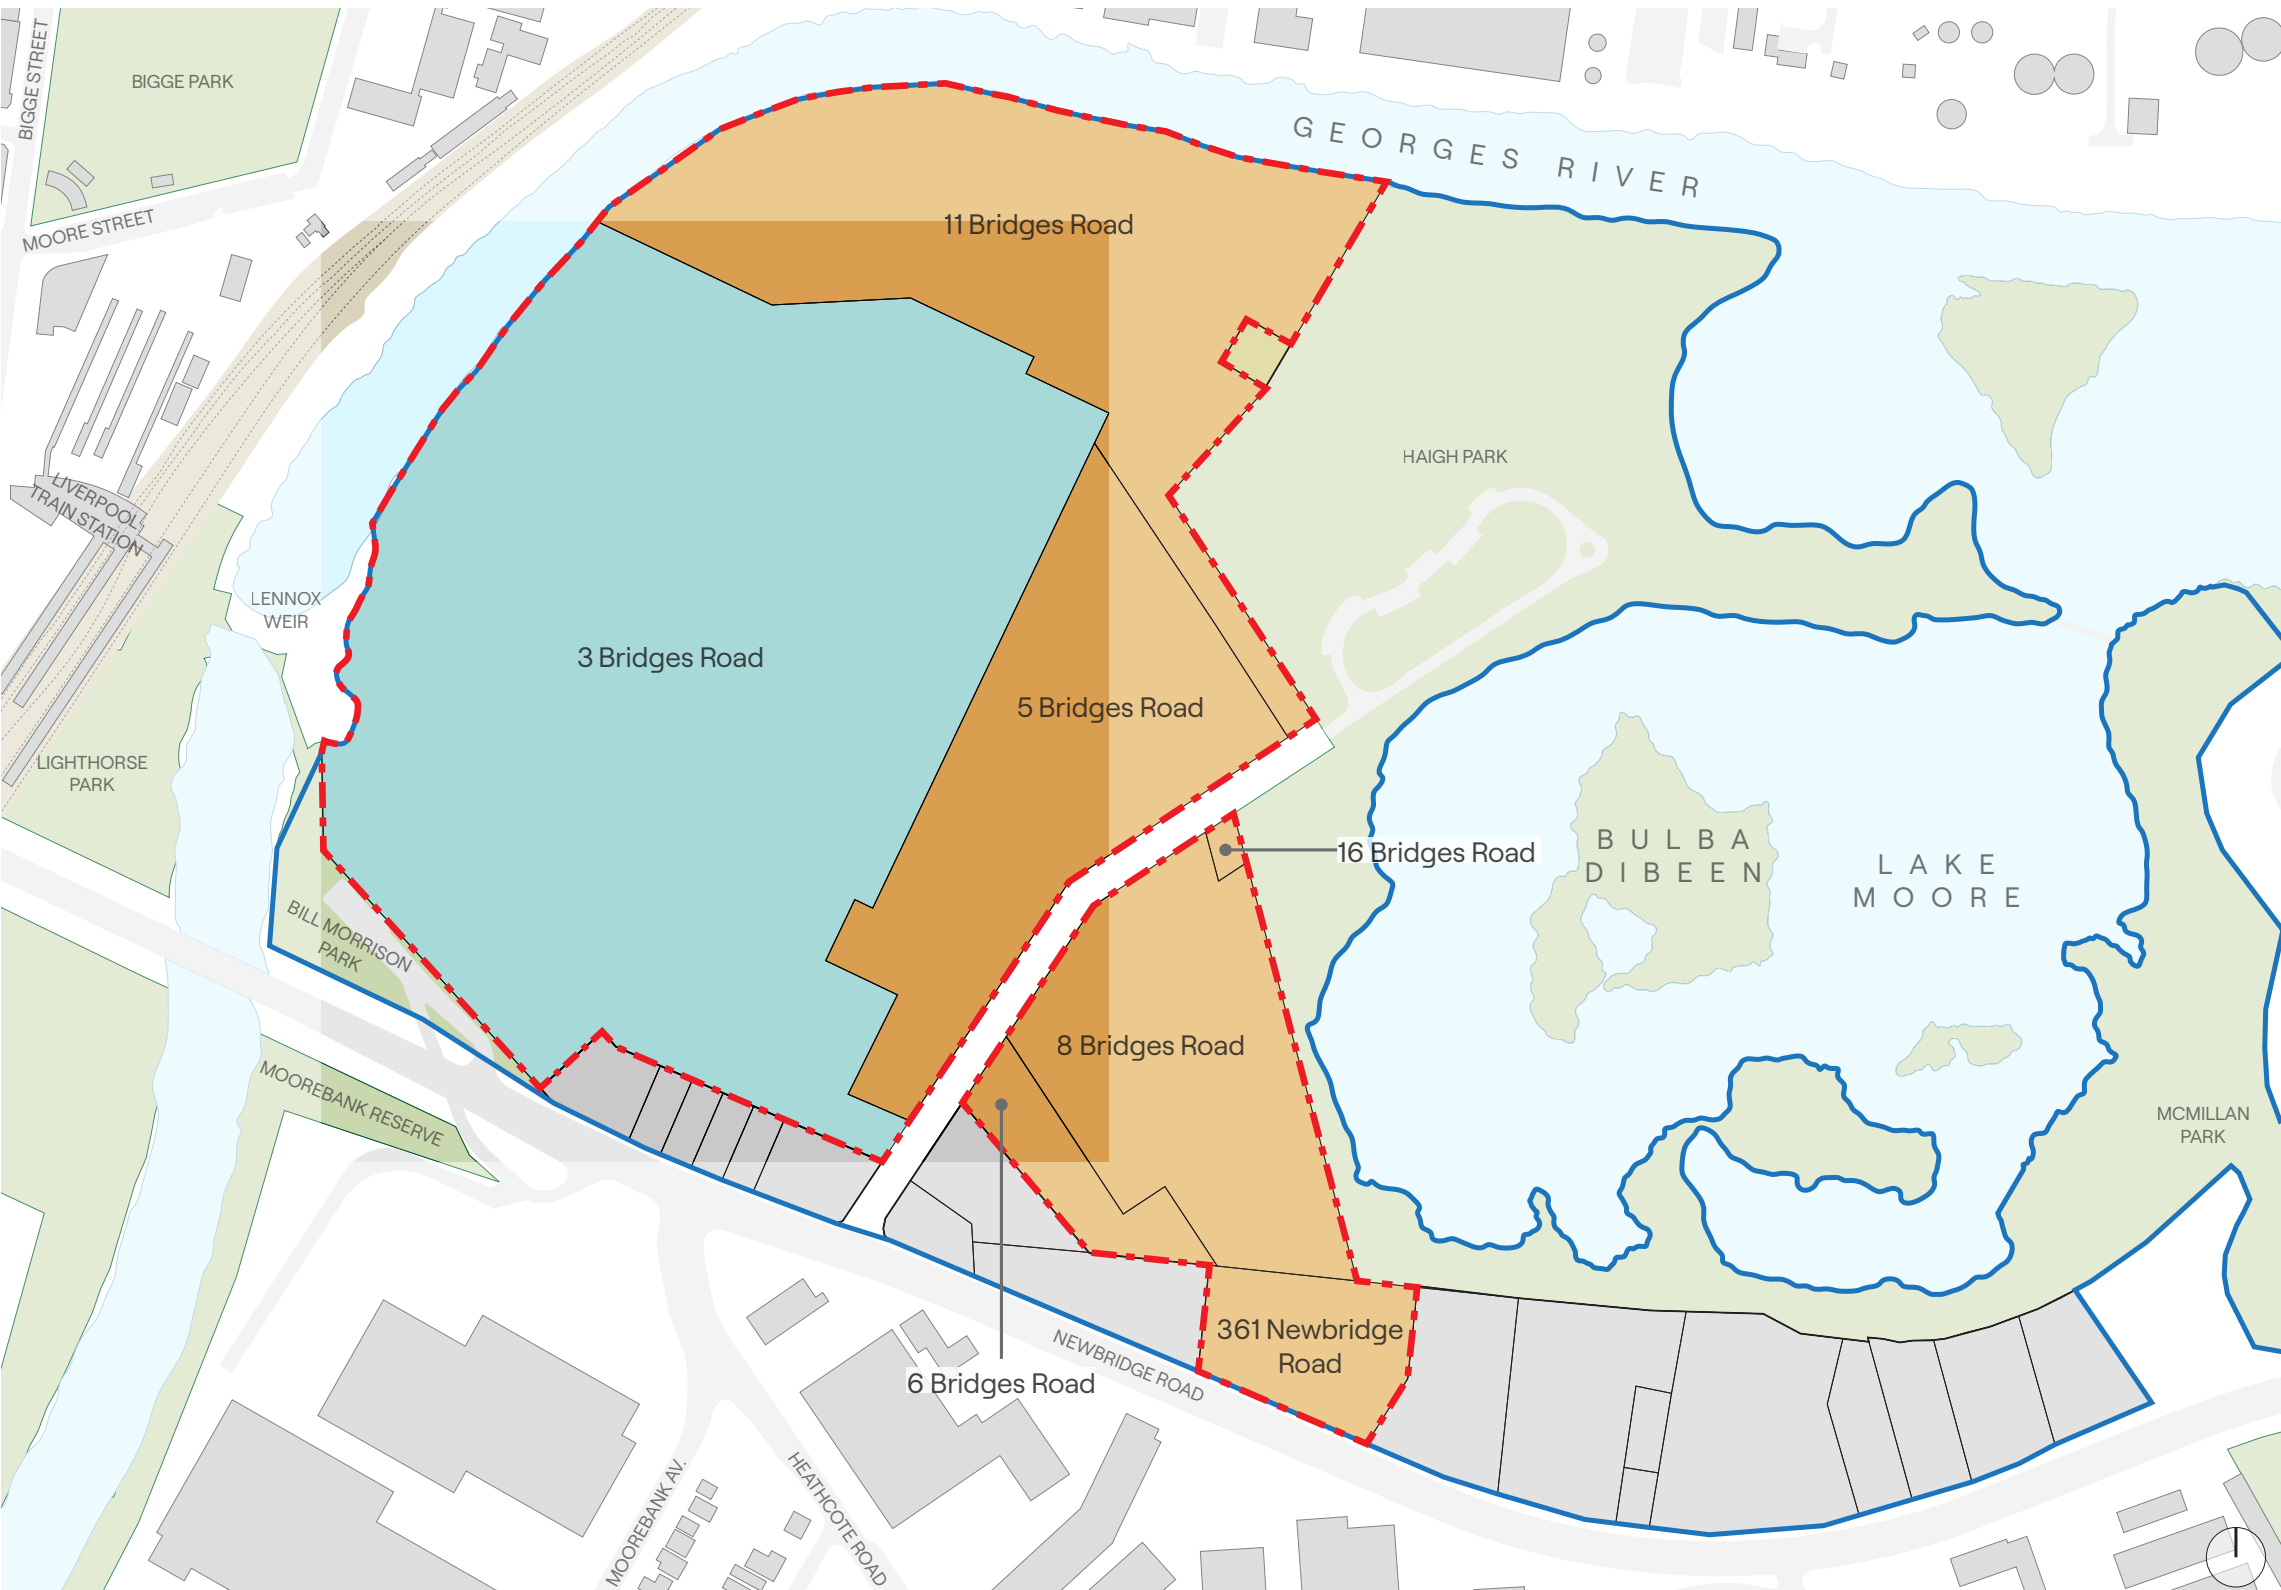 BIGGE STREET
BIGGE PARK
MOORE STREET
GEORGES RIVER
11 Bridges Road
HAIGH PARK
LIVERPOOL
TRAIN STATION
LENNOX
WEIR
3 Bridges Road
5 Bridges Road
LIGHTHORSE
PARK
16 Bridges Road
BULBA
DIBEEN
LAKE
MOORE
BILL MORRISON
PARK
8 Bridges Road
MOOREBANK RESERVE
MCMILLAN
PARK
361 Newbridge
Road
NEWBRIDGE ROAD
6 Bridges Road
MOOREBANK AV.
HEATHCOTE ROAD